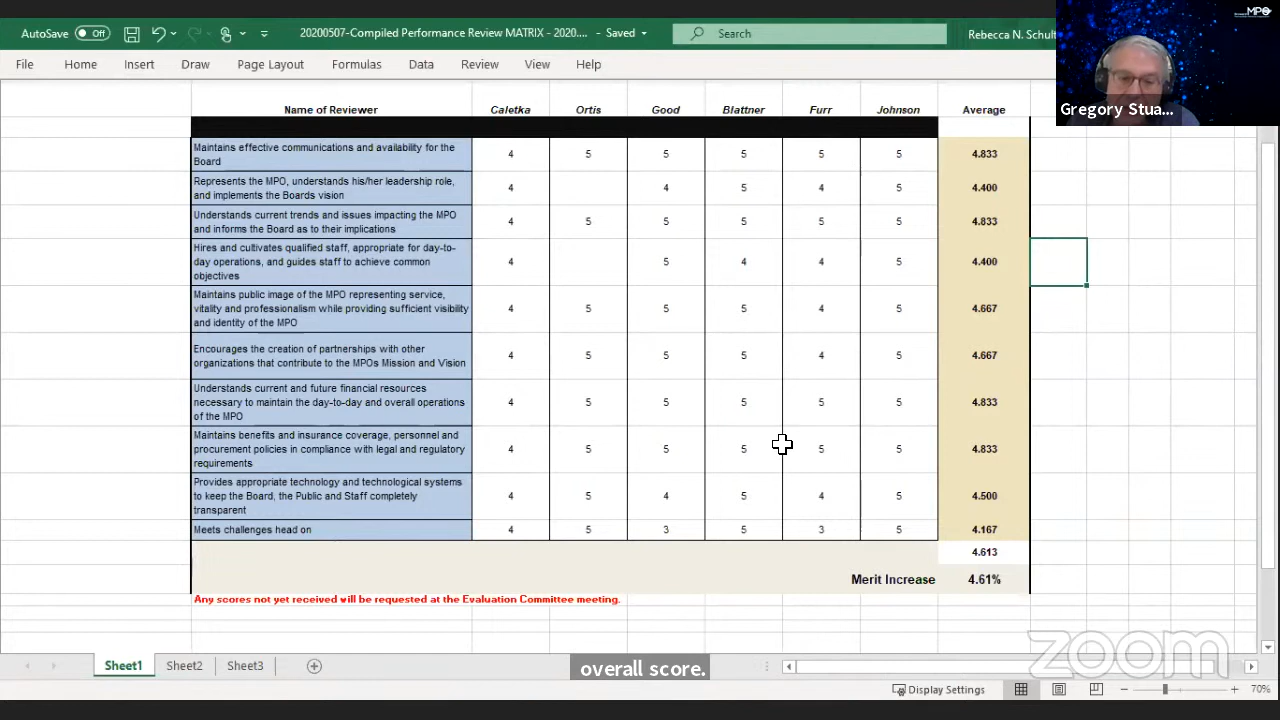 AutoSave Off 20200507-Compiled Performance Review MATRIX - 2020.... - Saved Search Rebecca N. Schult
MPO
File Home Insert Draw Page Layout Formulas Data Review View Help
Gregory Stua...
Name of Reviewer Caletka Ortis Good Blattner Furr Johnson Average
Maintains effective communications and availability for the
Board
4 5 5 5 5 5 4.833
Represents the MPO, understands his/her leadership role,
and implements the Boards vision
4 4 5 4 5 4.400
Understands current trends and issues impacting the MPO
and informs the Board as to their implications
4 5 5 5 5 5 4.833
Hires and cultivates qualified staff, appropriate for day-to-
day operations, and guides staff to achieve common
objectives
4 5 4 4 5 4.400
Maintains public image of the MPO representing service,
vitality and professionalism while providing sufficient visibility
and identity of the MPO
4 5 5 5 4 5 4.667
Encourages the creation of partnerships with other
organizations that contribute to the MPOs Mission and Vision
4 5 5 5 4 5 4.667
Understands current and future financial resources
necessary to maintain the day-to-day and overall operations
of the MPO
4 5 5 5 5 5 4.833
Maintains benefits and insurance coverage, personnel and
procurement policies in compliance with legal and regulatory
requirements
4 5 5 5 5 5 4.833
Provides appropriate technology and technological systems
to keep the Board, the Public and Staff completely
transparent
4 5 4 5 4 5 4.500
Meets challenges head on 4 5 3 5 3 5 4.167
4.613
Merit Increase 4.61%
Any scores not yet received will be requested at the Evaluation Committee meeting.
zoom
Sheet1 Sheet2 Sheet3
overall score.
Display Settings 70%